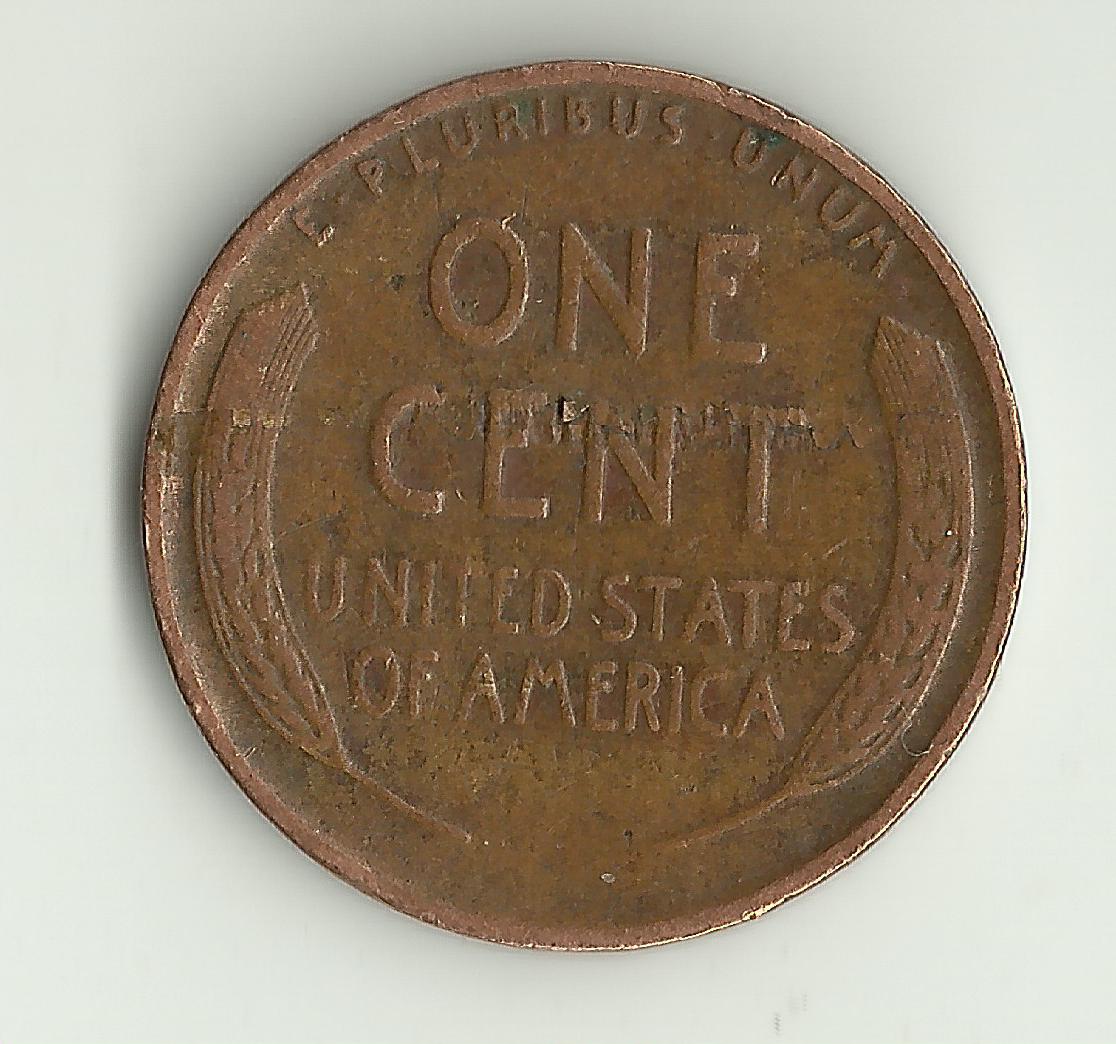 E·PLURIBUS·UNUM
ONE
CENT
UNITED STATES
OF AMERICA